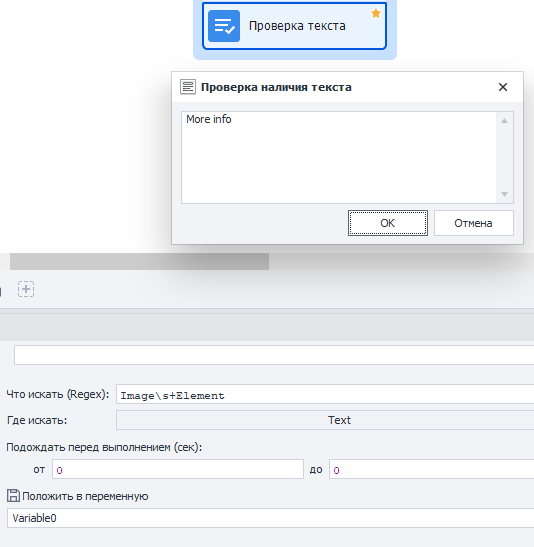 Проверка текста
Проверка наличия текста
More info
OK
Отмена
Что искать (Regex):
Image\s+Element
Где искать:
Text
Подождать перед выполнением (сек):
от
0
до
0
Положить в переменную
Variable0